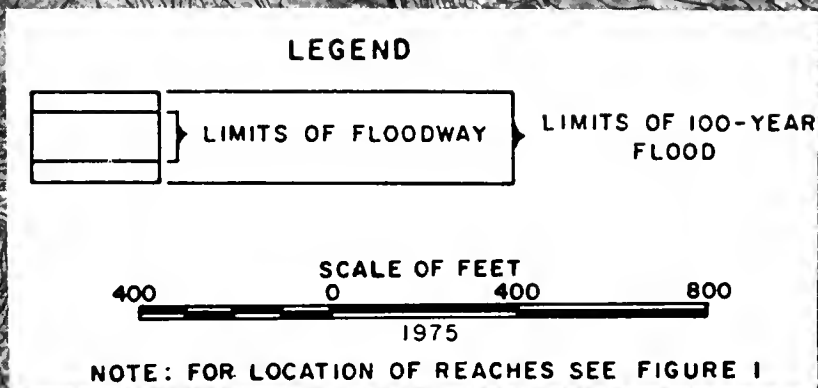 LEGEND
LIMITS OF FLOODWAY
LIMITS OF 100-YEAR
FLOOD
SCALE OF FEET
400 0 400 800
1975
NOTE: FOR LOCATION OF REACHES SEE FIGURE 1